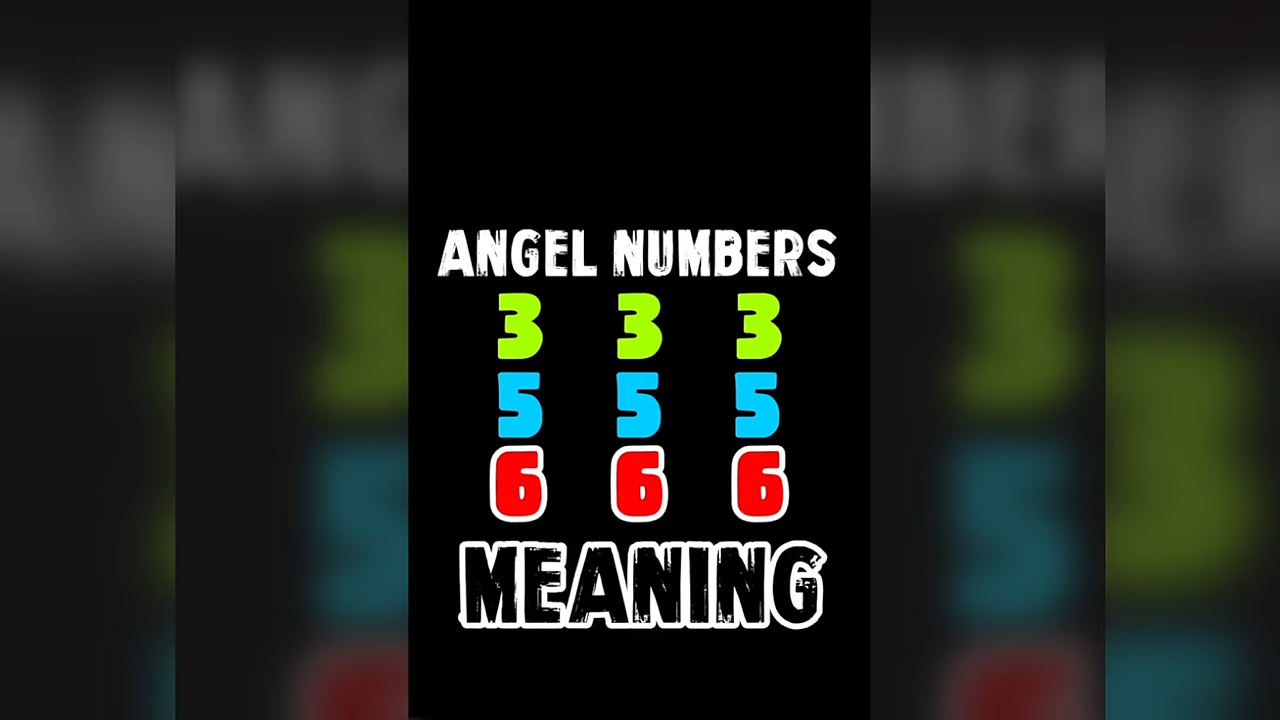 ANGEL NUMBERS
3 3 3
5 5 5
6 6 6
MEANING